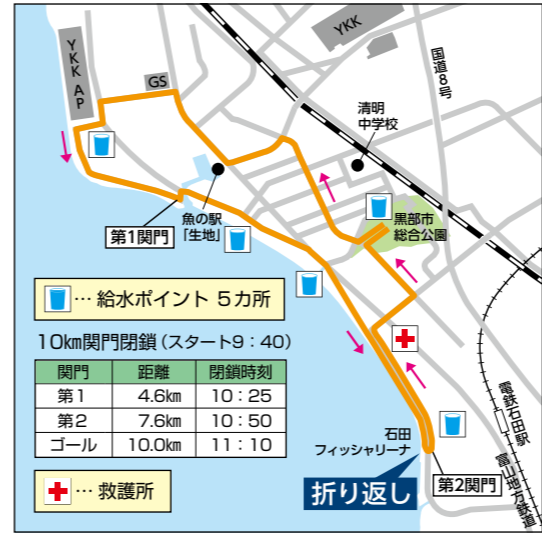 YKK AP
GS
YKK
国道8号
清明
中学校
魚の駅
「生地」
第1関門
黒部市
総合公園
…給水ポイント 5カ所
10km関門閉鎖(スタート9：40)
関門 距離 閉鎖時刻
第1 4.6km 10：25
第2 7.6km 10：50
ゴール 10.0km 11：10
…救護所
石田
フィッシャリーナ
折り返し
第2関門
電鉄石田駅
富山地方鉄道